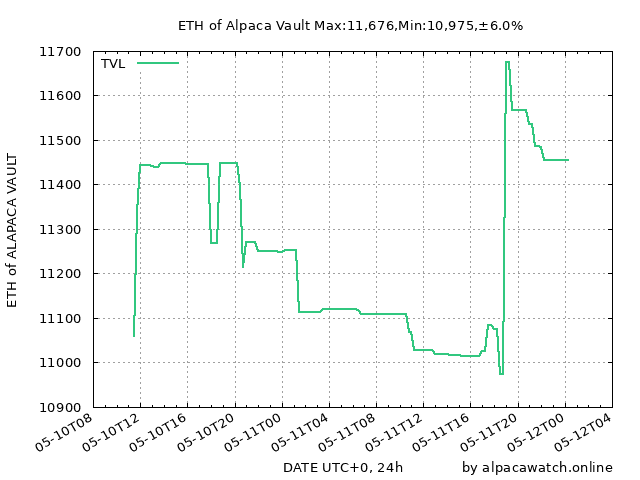 ETH of Alpaca Vault Max:11,676,Min:10,975,±6.0%
TVL
ETH of ALAPACA VAULT
11700
11600
11500
11400
11300
11200
11100
11000
10900
05-10T08
05-10T12
05-10T16
05-10T20
05-11T00
05-11T04
05-11T08
05-11T12
05-11T16
05-11T20
05-12T00
05-12T04
DATE UTC+0, 24h
by alpacawatch.online